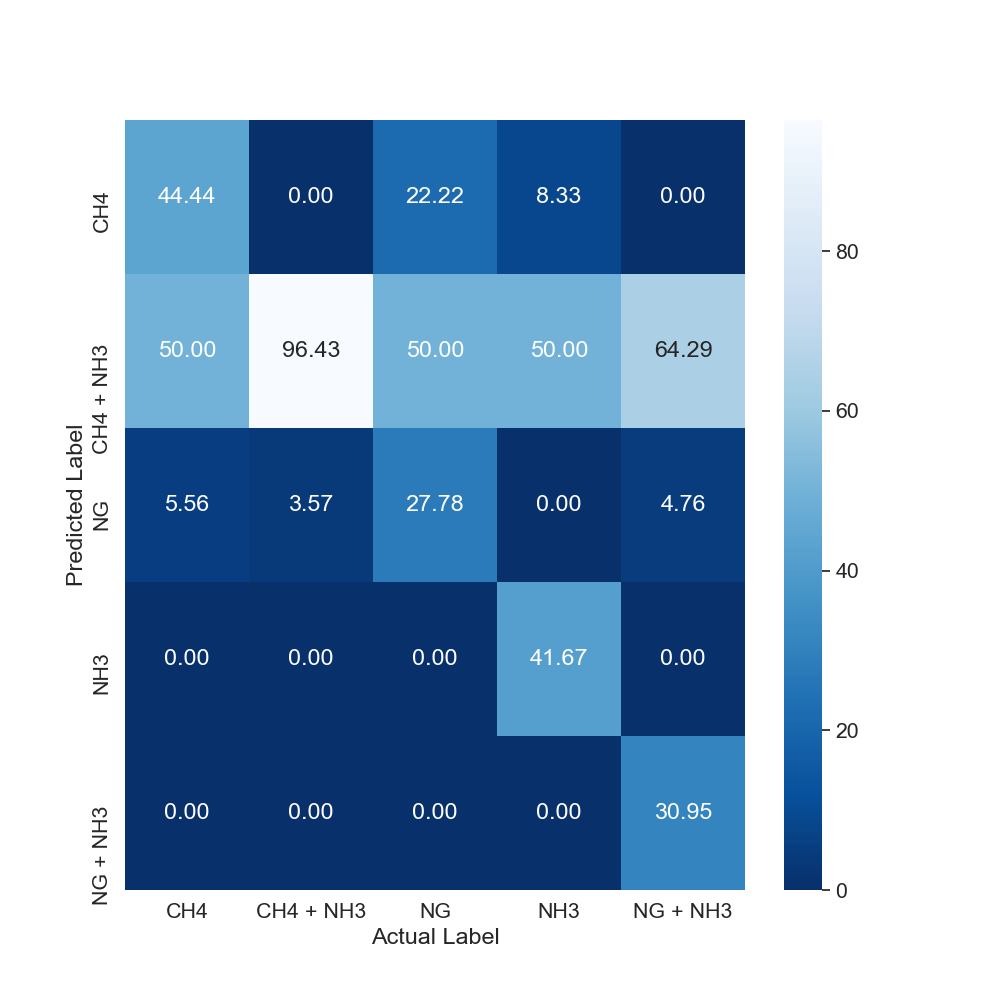 CH4
44.44 0.00 22.22 8.33 0.00
CH4 + NH3
50.00 96.43 50.00 50.00 64.29
NG
5.56 3.57 27.78 0.00 4.76
NH3
0.00 0.00 0.00 41.67 0.00
NG + NH3
0.00 0.00 0.00 0.00 30.95
Predicted Label
CH4 CH4 + NH3 NG NH3 NG + NH3
Actual Label
80
60
40
20
0